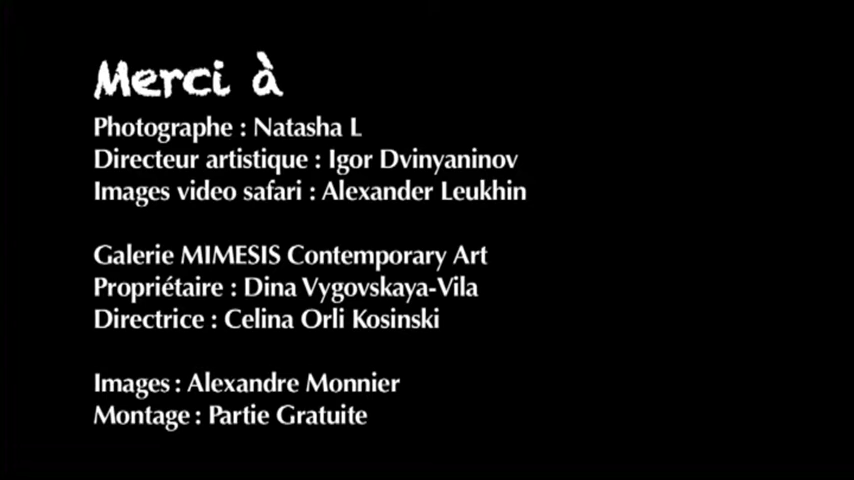 Merci à
Photographe : Natasha L
Directeur artistique : Igor Dvinyaninov
Images video safari : Alexander Leukhin
Galerie MIMESIS Contemporary Art
Propriétaire : Dina Vygovskaya-Vila
Directrice : Celina Orli Kosinski
Images : Alexandre Monnier
Montage : Partie Gratuite